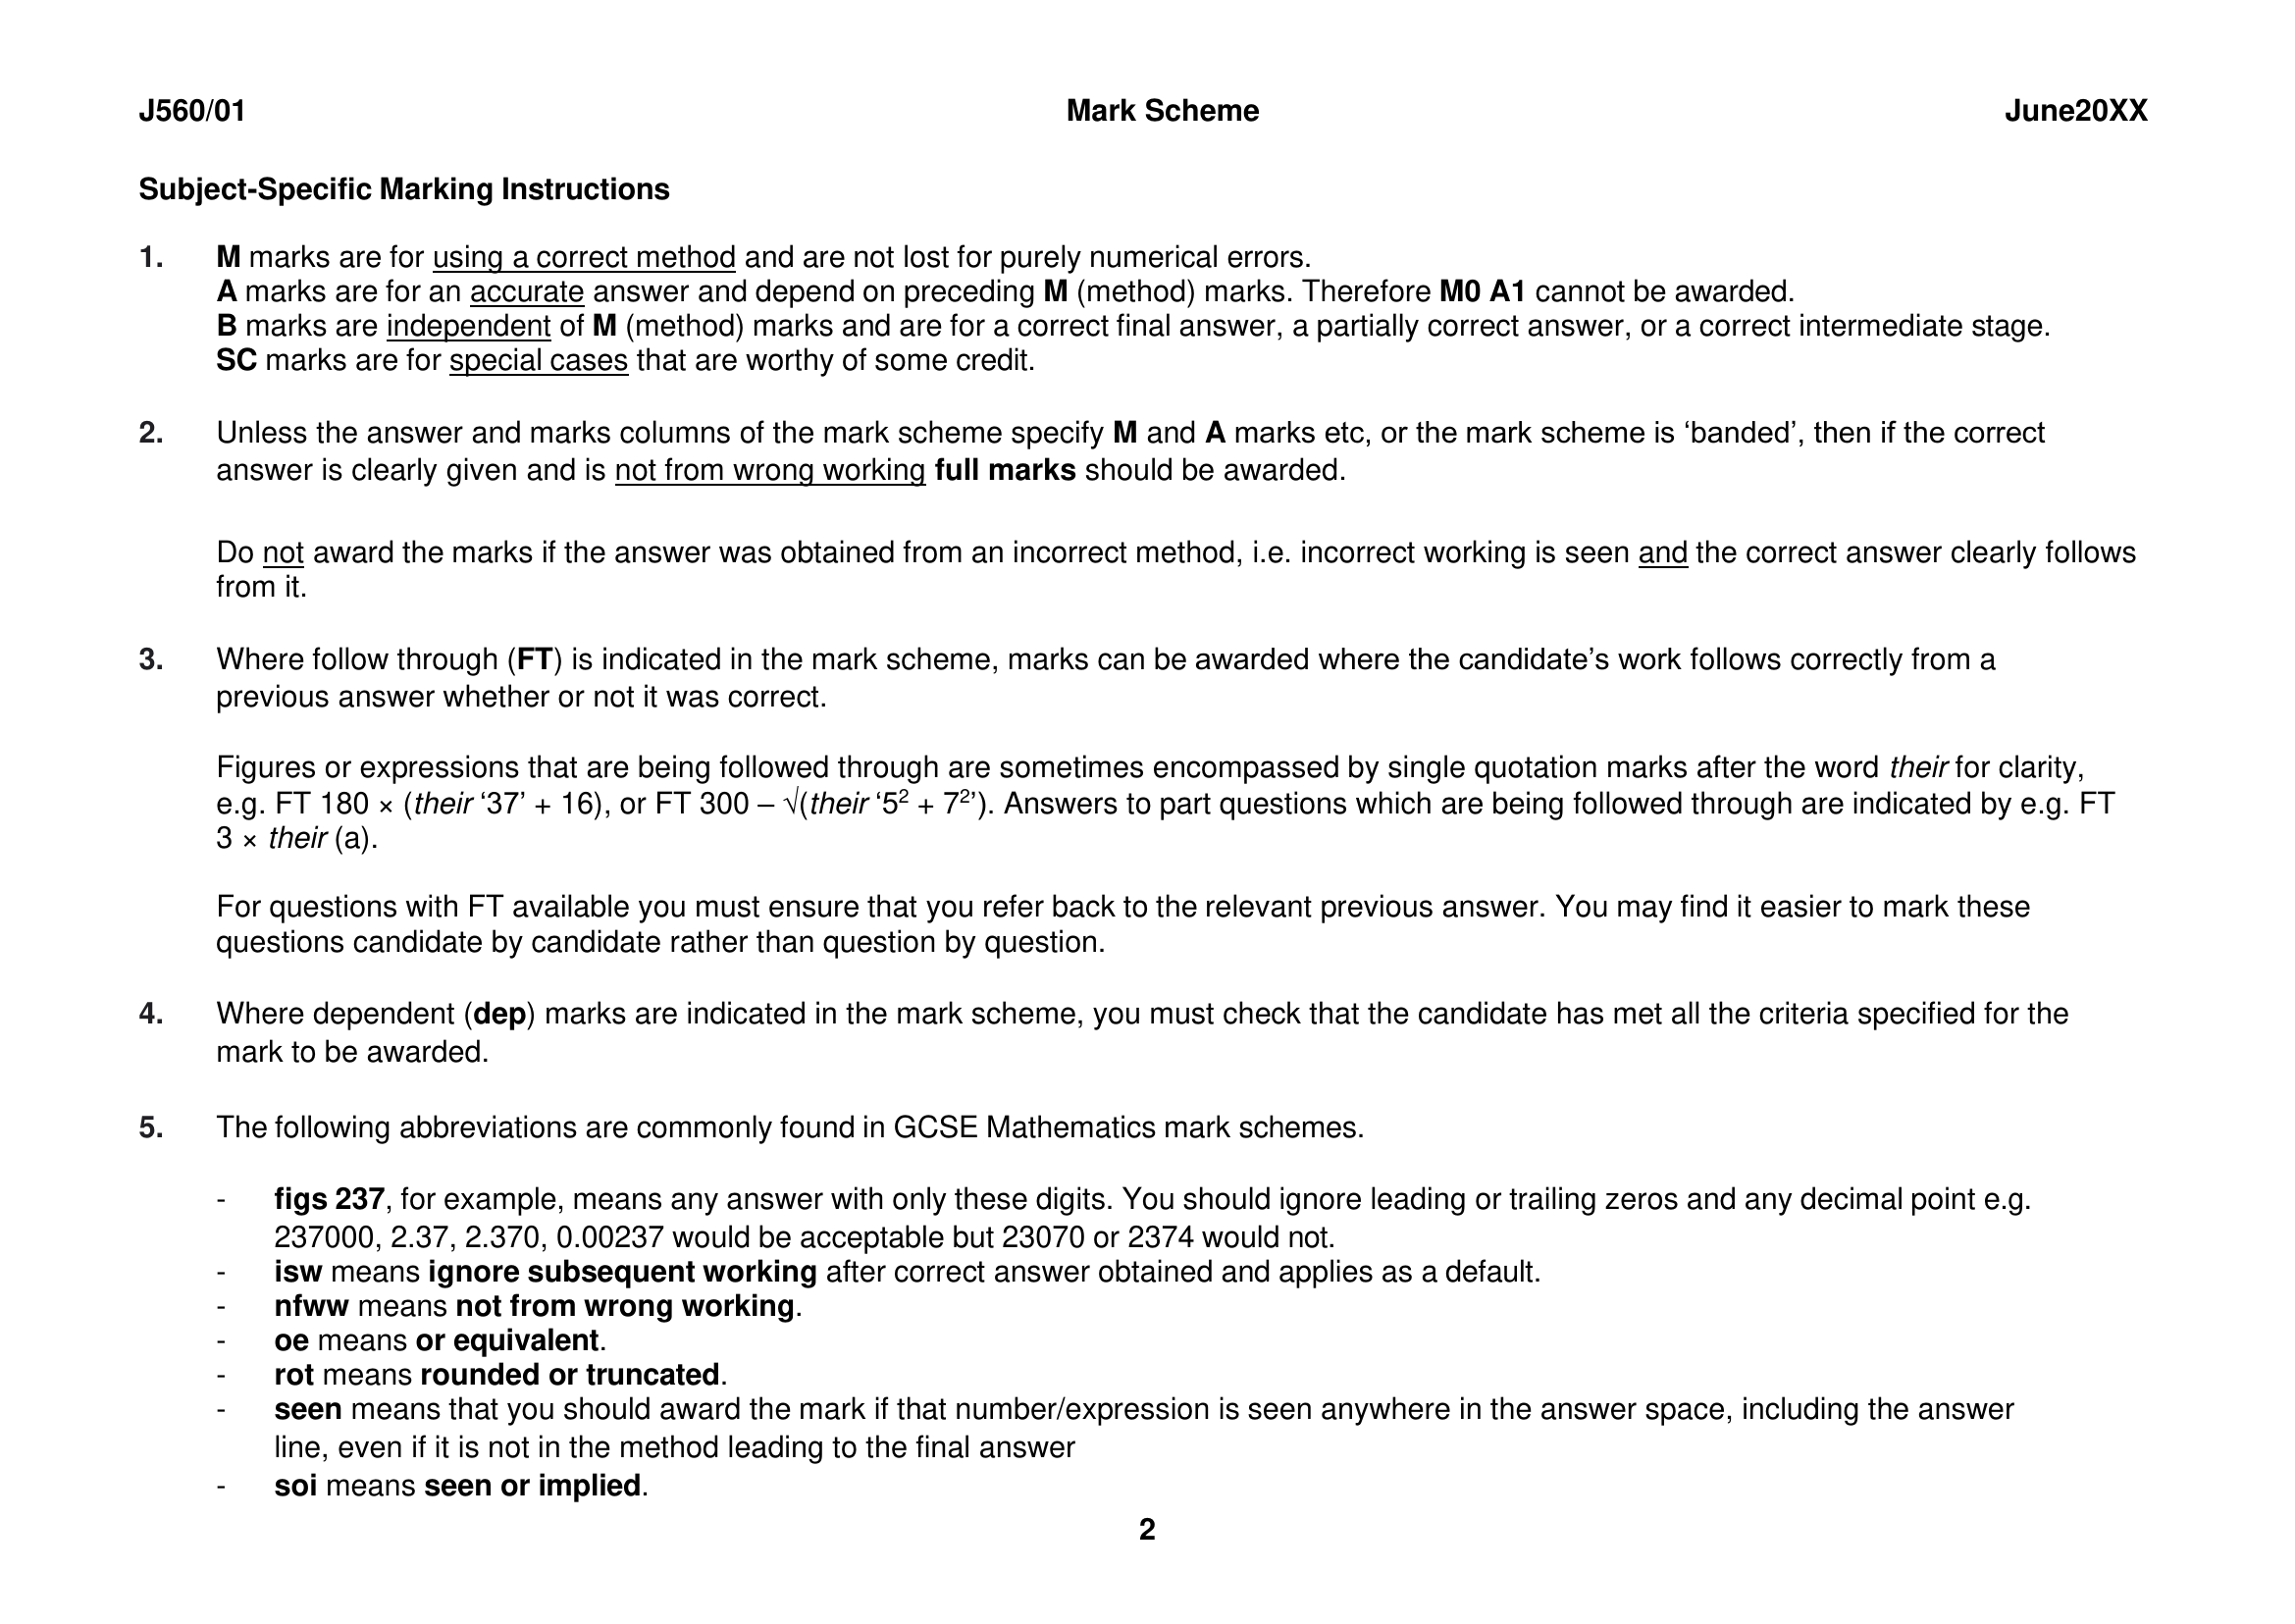 J560/01 Mark Scheme June20XX
Subject-Specific Marking Instructions
1. M marks are for using a correct method and are not lost for purely numerical errors.
A marks are for an accurate answer and depend on preceding M (method) marks. Therefore M0 A1 cannot be awarded.
B marks are independent of M (method) marks and are for a correct final answer, a partially correct answer, or a correct intermediate stage.
SC marks are for special cases that are worthy of some credit.
2. Unless the answer and marks columns of the mark scheme specify M and A marks etc, or the mark scheme is ‘banded’, then if the correct
answer is clearly given and is not from wrong working full marks should be awarded.
Do not award the marks if the answer was obtained from an incorrect method, i.e. incorrect working is seen and the correct answer clearly follows
from it.
3. Where follow through (FT) is indicated in the mark scheme, marks can be awarded where the candidate’s work follows correctly from a
previous answer whether or not it was correct.
Figures or expressions that are being followed through are sometimes encompassed by single quotation marks after the word their for clarity,
e.g. FT 180 × (their ‘37’ + 16), or FT 300 – √(their ‘5² + 7²’). Answers to part questions which are being followed through are indicated by e.g. FT
3 × their (a).
For questions with FT available you must ensure that you refer back to the relevant previous answer. You may find it easier to mark these
questions candidate by candidate rather than question by question.
4. Where dependent (dep) marks are indicated in the mark scheme, you must check that the candidate has met all the criteria specified for the
mark to be awarded.
5. The following abbreviations are commonly found in GCSE Mathematics mark schemes.
- figs 237, for example, means any answer with only these digits. You should ignore leading or trailing zeros and any decimal point e.g.
237000, 2.37, 2.370, 0.00237 would be acceptable but 23070 or 2374 would not.
- isw means ignore subsequent working after correct answer obtained and applies as a default.
- nfww means not from wrong working.
- oe means or equivalent.
- rot means rounded or truncated.
- seen means that you should award the mark if that number/expression is seen anywhere in the answer space, including the answer
line, even if it is not in the method leading to the final answer
- soi means seen or implied.
2